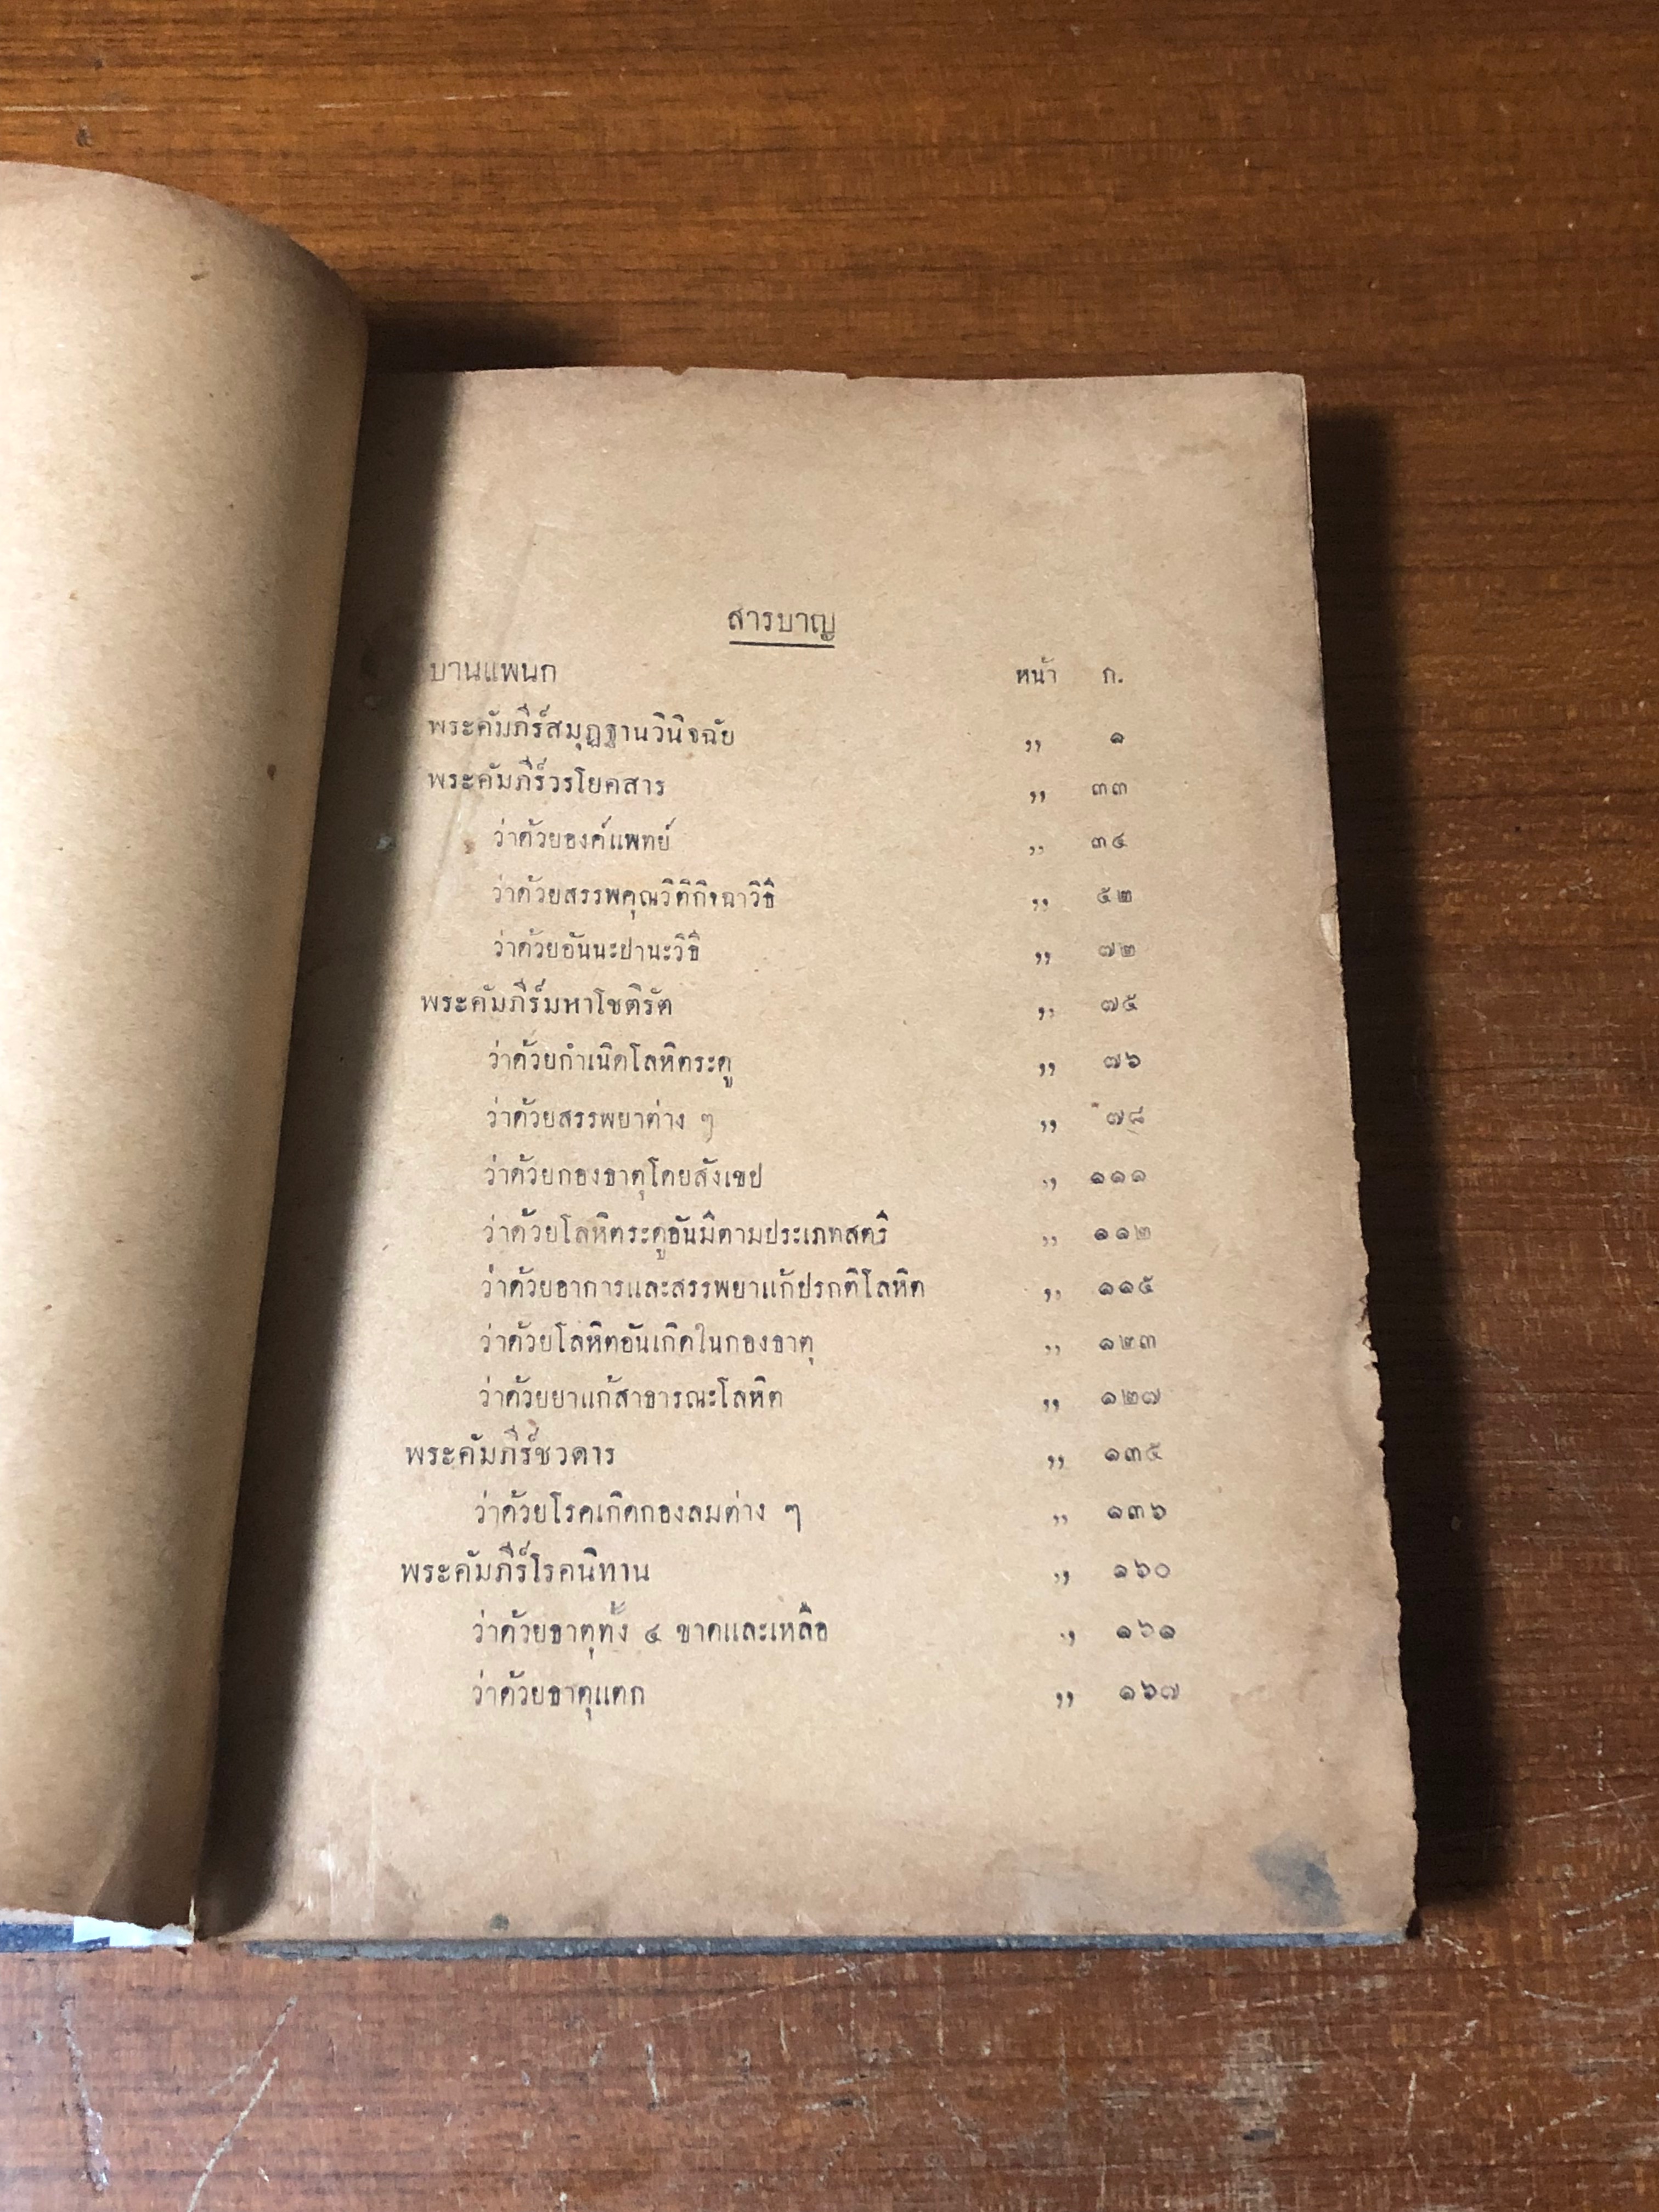 สารบาญ
บานแพนก หน้า ก.
พระคัมภีร์สมุฏฐานวินิจฉัย ,, ๑
พระคัมภีร์วรโยคสาร ,, ๓๓
ว่าด้วยองค์แพทย์ ,, ๓๔
ว่าด้วยสรรพคุณวิติกิจฉาวิธี ,, ๕๒
ว่าด้วยอันนะปานะวิธี ,, ๗๒
พระคัมภีร์มหาโชติรัต ,, ๗๕
ว่าด้วยกำเนิดโลหิตระดู ,, ๗๖
ว่าด้วยสรรพยาต่าง ๆ ,, ๗๘
ว่าด้วยกองธาตุโดยสังเขป ,, ๑๑๑
ว่าด้วยโลหิตระดูอันมีตามประเภทสตรี ,, ๑๑๒
ว่าด้วยอาการและสรรพยาแก้ปรกติโลหิต ,, ๑๑๕
ว่าด้วยโลหิตอันเกิดในกองธาตุ ,, ๑๒๓
ว่าด้วยยาแก้สาธารณะโลหิต ,, ๑๒๗
พระคัมภีร์ชวดาร ,, ๑๓๕
ว่าด้วยโรคเกิดกองลมต่าง ๆ ,, ๑๓๖
พระคัมภีร์โรคนิทาน ,, ๑๖๐
ว่าด้วยธาตุทั้ง ๔ ขาดและเหลือ ,, ๑๖๑
ว่าด้วยธาตุแตก ,, ๑๖๗